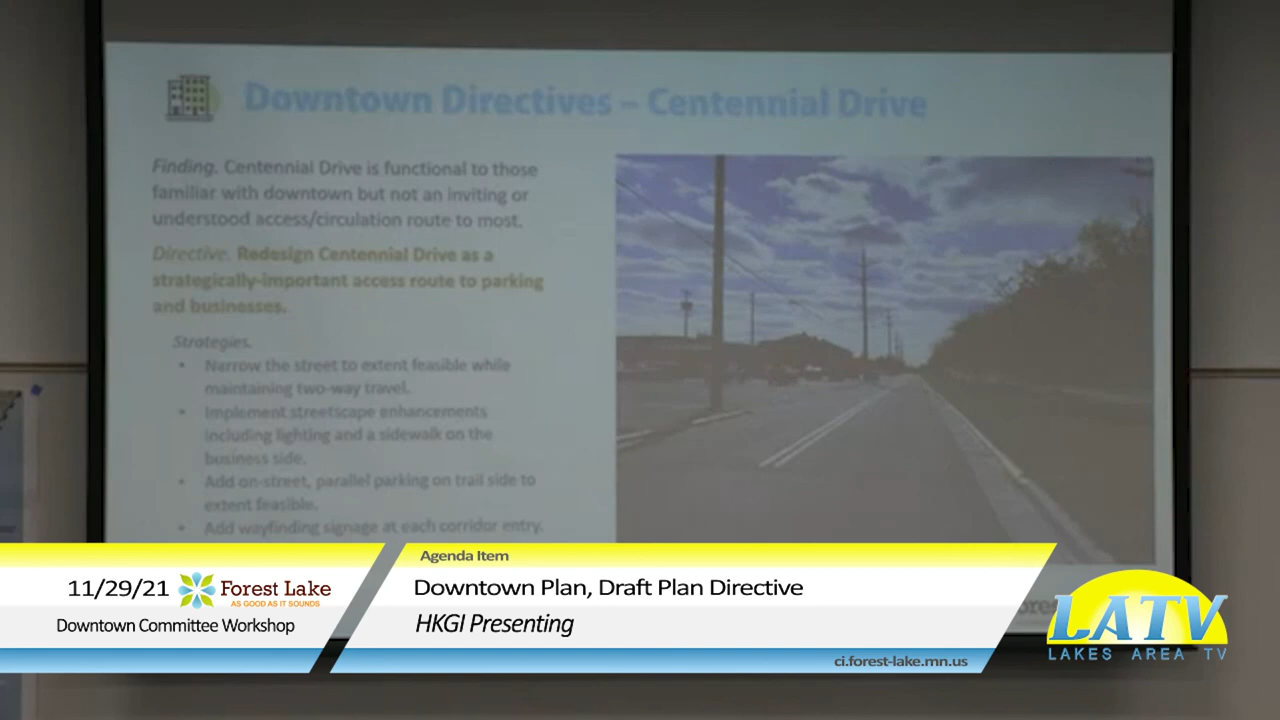 Downtown Directives – Centennial Drive
Finding. Centennial Drive is functional to those
familiar with downtown but not an inviting or
understood access/circulation route to most.
Directive. Redesign Centennial Drive as a
strategically-important access route to parking
and businesses.
Strategies.
• Narrow the street to extent feasible while
maintaining two-way travel.
• Implement streetscape enhancements
including lighting and a sidewalk on the
business side.
• Add on-street, parallel parking on trail side to
extent feasible.
• Add wayfinding signage at each corridor entry.
Agenda Item
11/29/21
Forest Lake
AS GOOD AS IT SOUNDS
Downtown Committee Workshop
Downtown Plan, Draft Plan Directive
HKGI Presenting
ci.forest-lake.mn.us
LATV
LAKES AREA TV